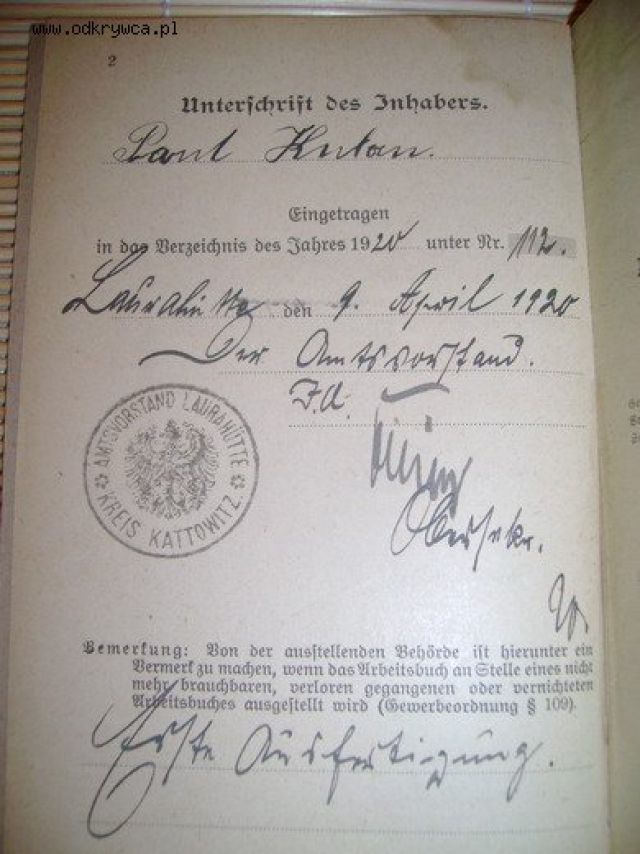 www.odkrywca.pl
2
Unterschrift des Inhabers.
Paul
Eingetragen
in das Verzeichnis des Jahres 1920 unter Nr. 112.
Laurahütte den 9. April 1920
Der Amtsvorstand.
J.A.
AMTSVORSTAND LAURAHÜTTE
KREIS KATTOWITZ.
Obersekr.
Bemerkung: Von der ausstellenden Behörde ist hierunter ein
Vermerk zu machen, wenn das Arbeitsbuch an Stelle eines nicht
mehr brauchbaren, verloren gegangenen oder vernichteten
Arbeitsbuches ausgestellt wird (Gewerbeordnung § 109).
Erste Ausfertigung.